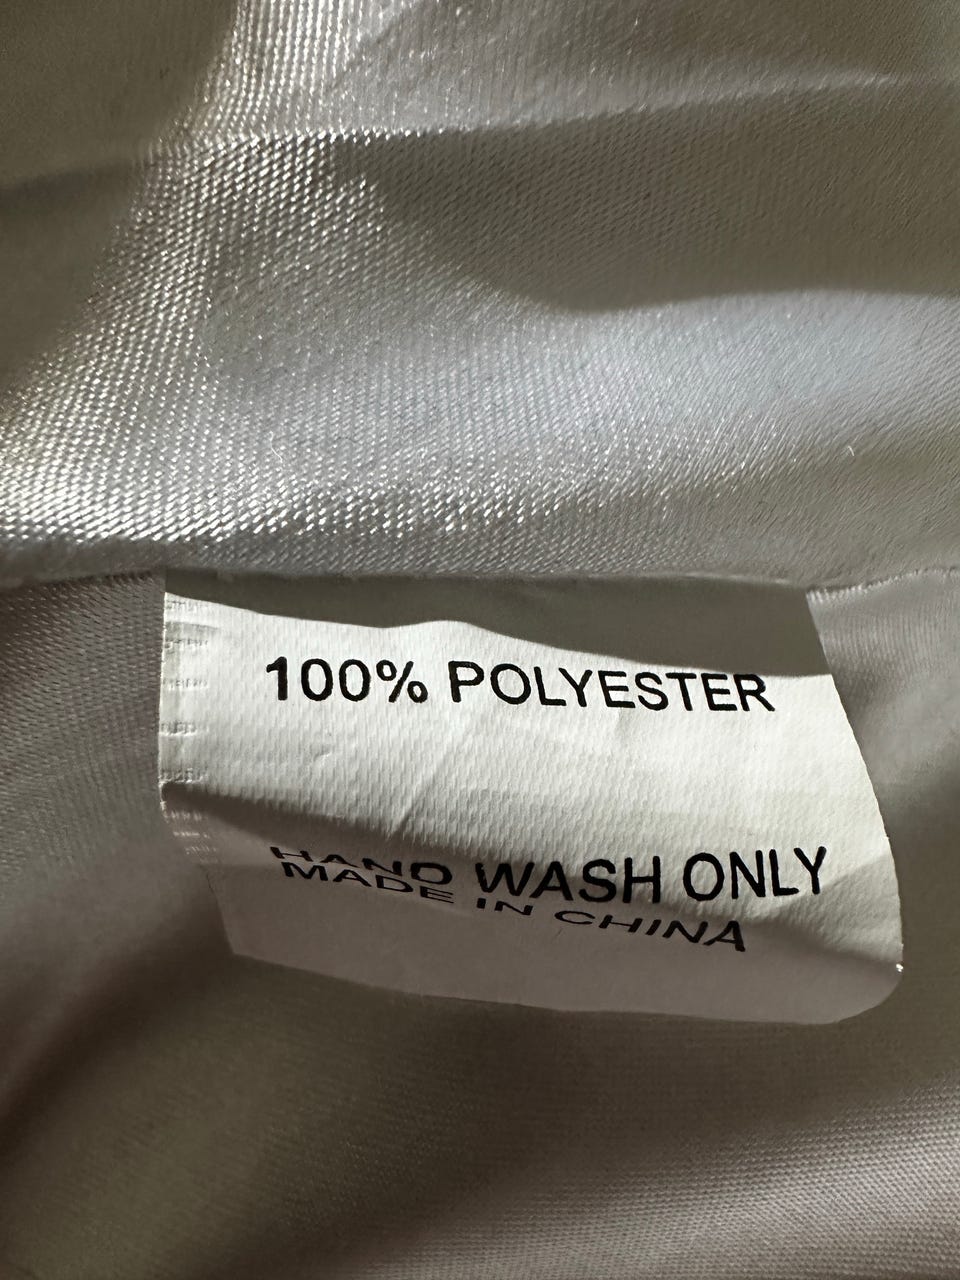 100% POLYESTER
HAND WASH ONLY
MADE IN CHINA